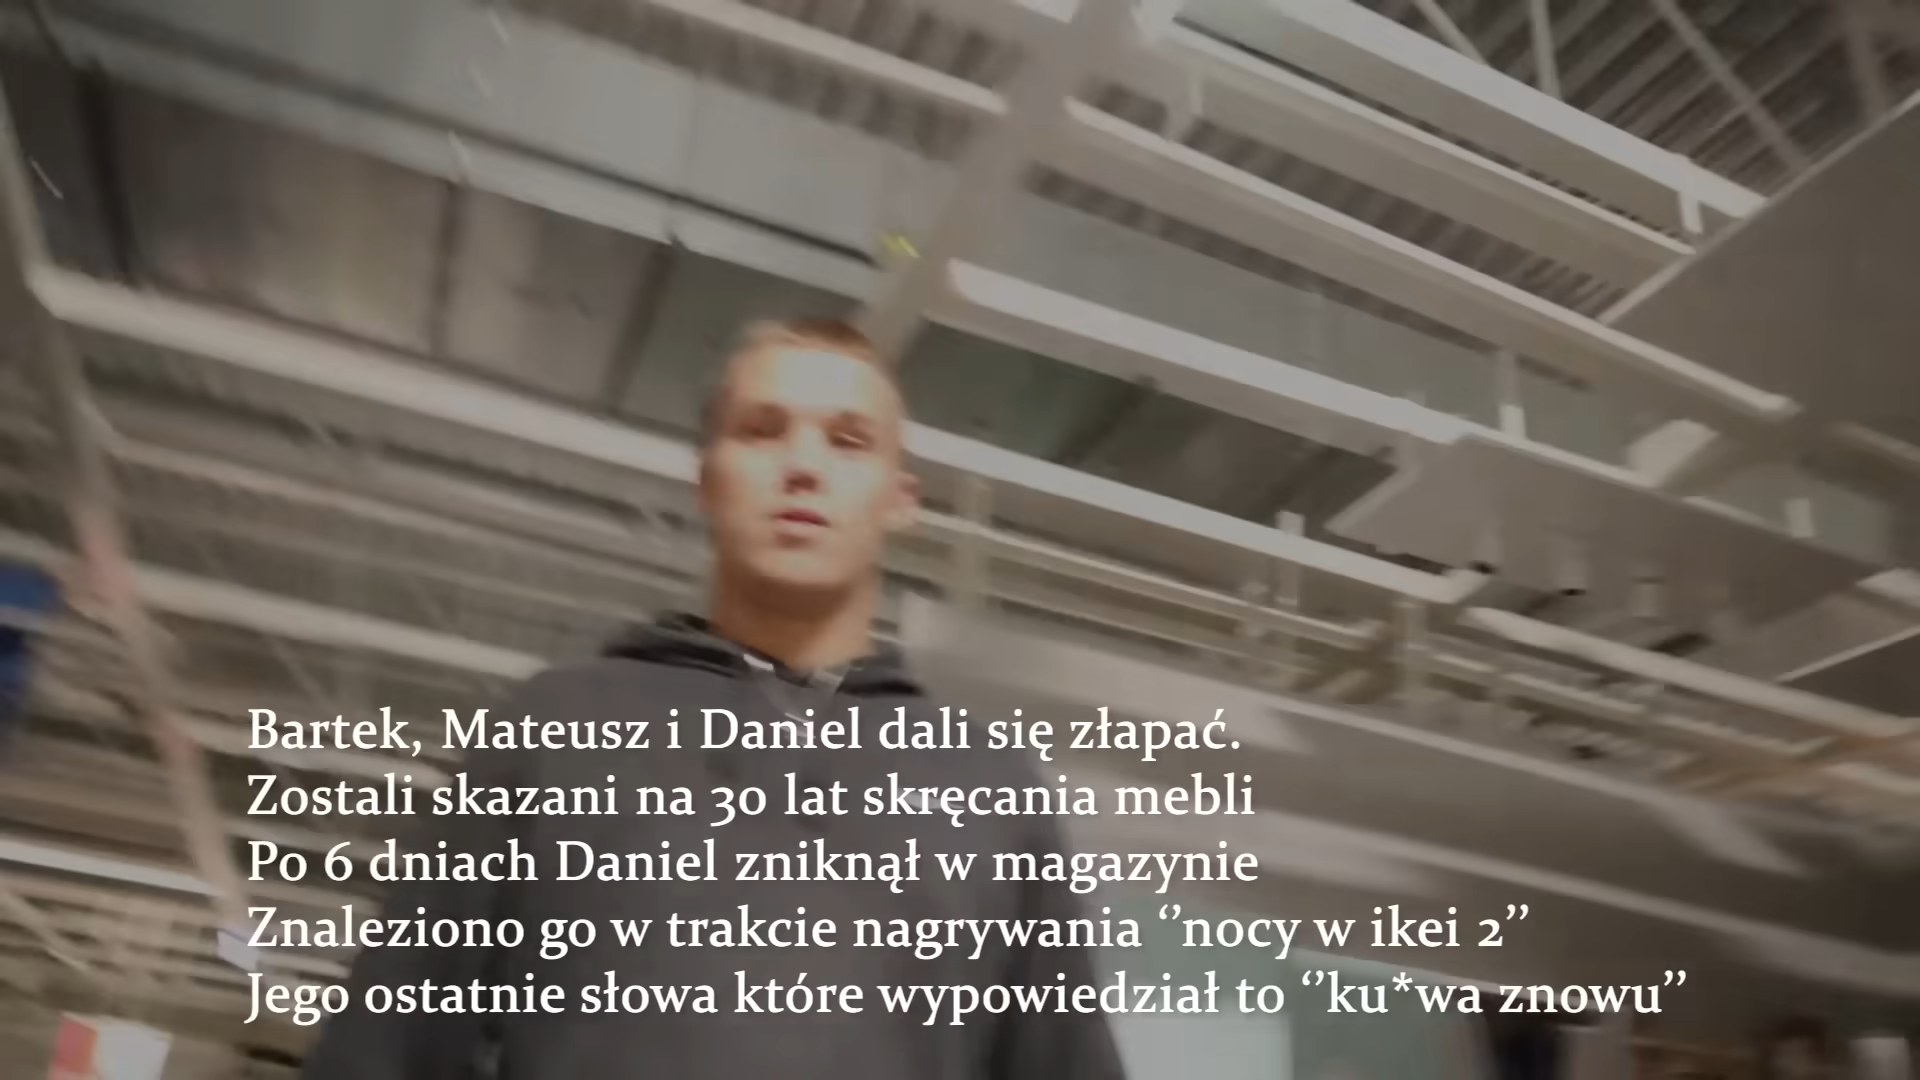 Bartek, Mateusz i Daniel dali się złapać.
Zostali skazani na 30 lat skręcania mebli
Po 6 dniach Daniel zniknął w magazynie
Znaleziono go w trakcie nagrywania ‘’nocy w ikei 2’’
Jego ostatnie słowa które wypowiedział to ‘’ku*wa znowu’’